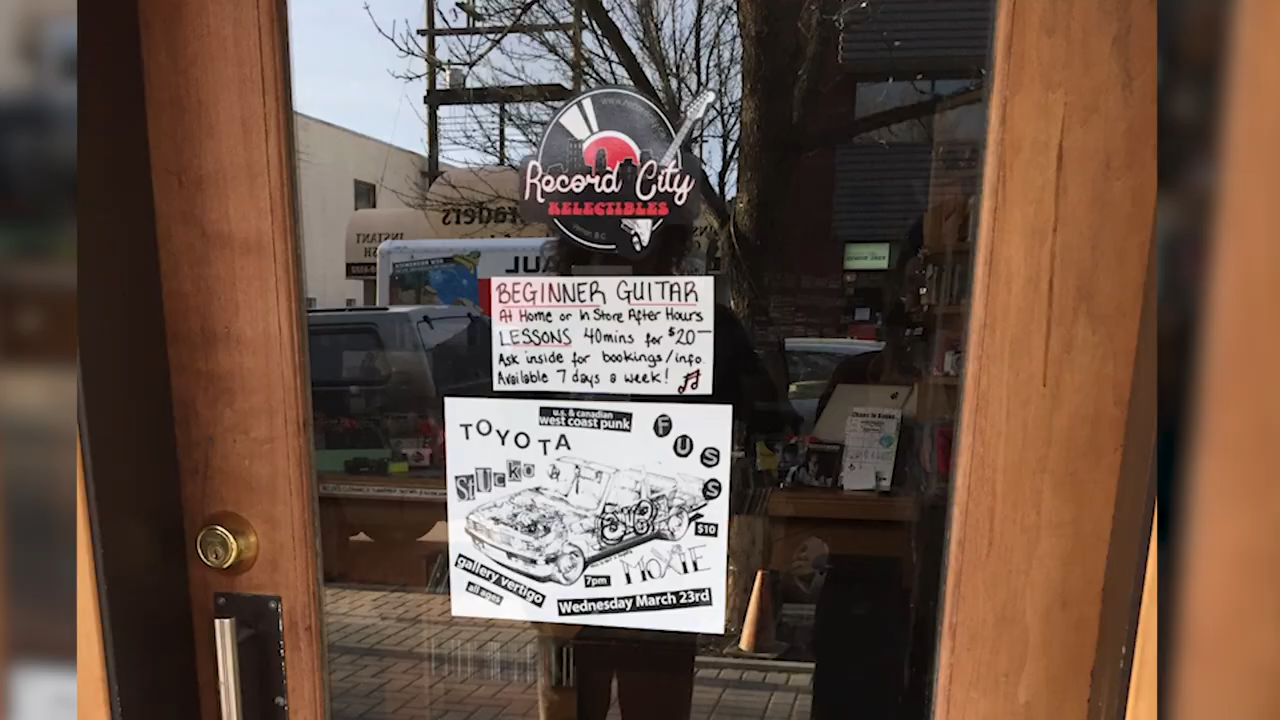 Record City
KELECTIBLES
BEGINNER GUITAR
At Home or In Store After Hours
LESSONS 40mins for $20
Ask inside for bookings/info.
Available 7 days a week!
u.s. & canadian
west coast punk
TOYOTA
FUSS
STUCKO
$10
MOXIE
gallery vertigo
all ages
7pm
Wednesday March 23rd